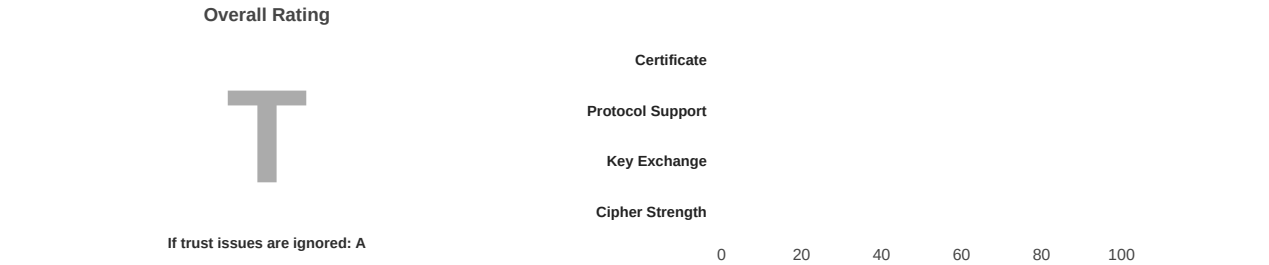 Overall Rating
T
If trust issues are ignored: A
Certificate
Protocol Support
Key Exchange
Cipher Strength
0 20 40 60 80 100